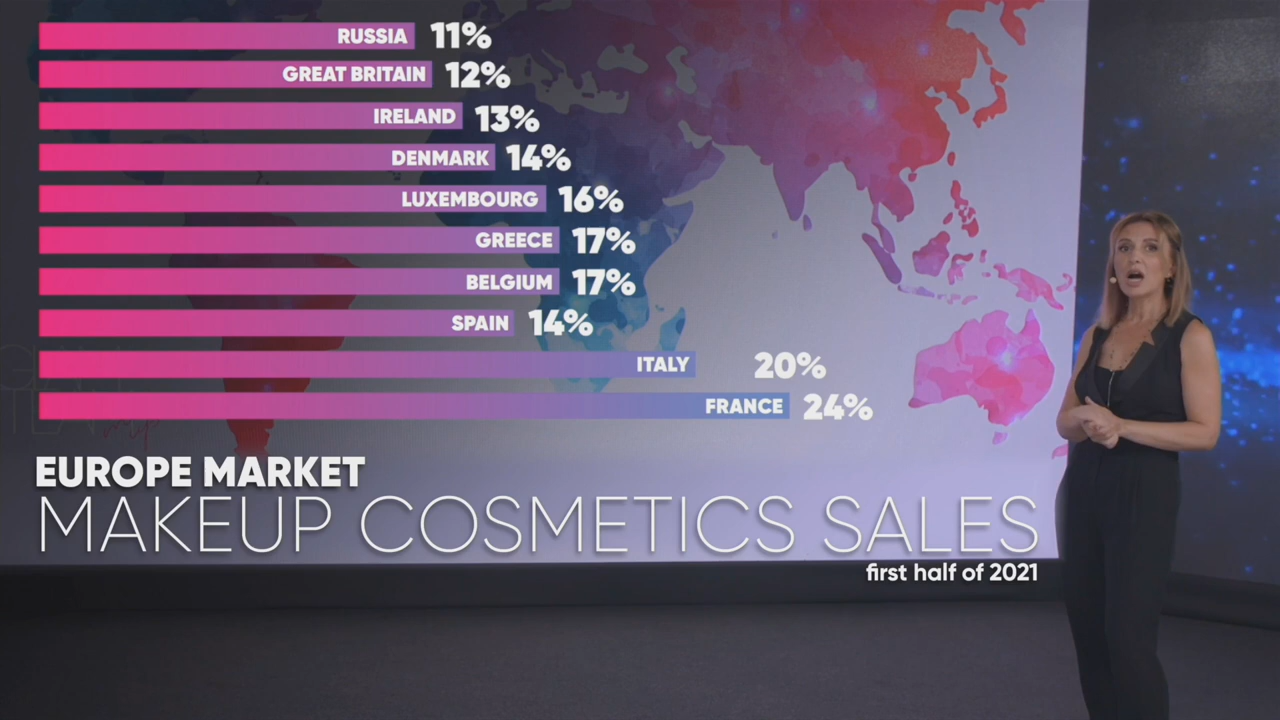 RUSSIA 11%
GREAT BRITAIN 12%
IRELAND 13%
DENMARK 14%
LUXEMBOURG 16%
GREECE 17%
BELGIUM 17%
SPAIN 14%
ITALY 20%
FRANCE 24%
EUROPE MARKET
MAKEUP COSMETICS SALES
first half of 2021